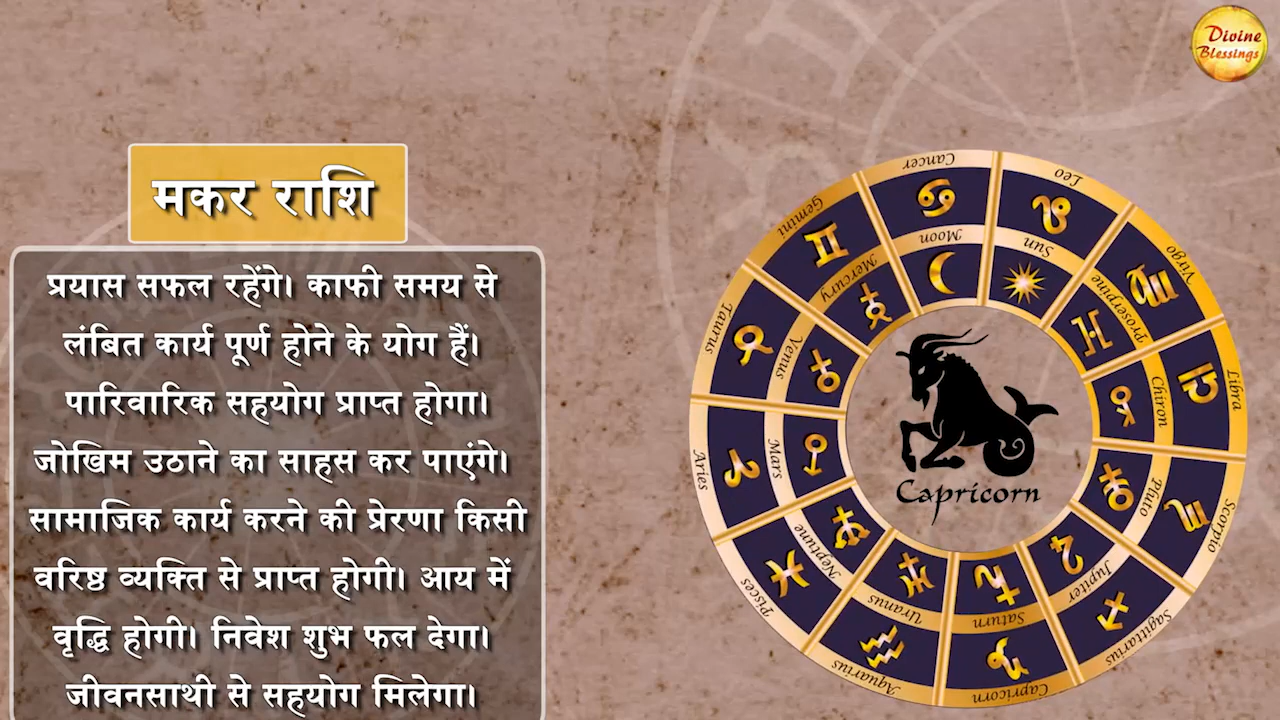 Divine
Blessings
मकर राशि
प्रयास सफल रहेंगे। काफी समय से
लंबित कार्य पूर्ण होने के योग हैं।
पारिवारिक सहयोग प्राप्त होगा।
जोखिम उठाने का साहस कर पाएंगे।
सामाजिक कार्य करने की प्रेरणा किसी
वरिष्ठ व्यक्ति से प्राप्त होगी। आय में
वृद्धि होगी। निवेश शुभ फल देगा।
जीवनसाथी से सहयोग मिलेगा।
Cancer
Leo
Virgo
Libra
Scorpio
Sagittarius
Capricorn
Aquarius
Pisces
Aries
Taurus
Gemini
Moon
Sun
Proserpine
Chiron
Pluto
Jupiter
Saturn
Uranus
Neptune
Mars
Venus
Mercury
Capricorn